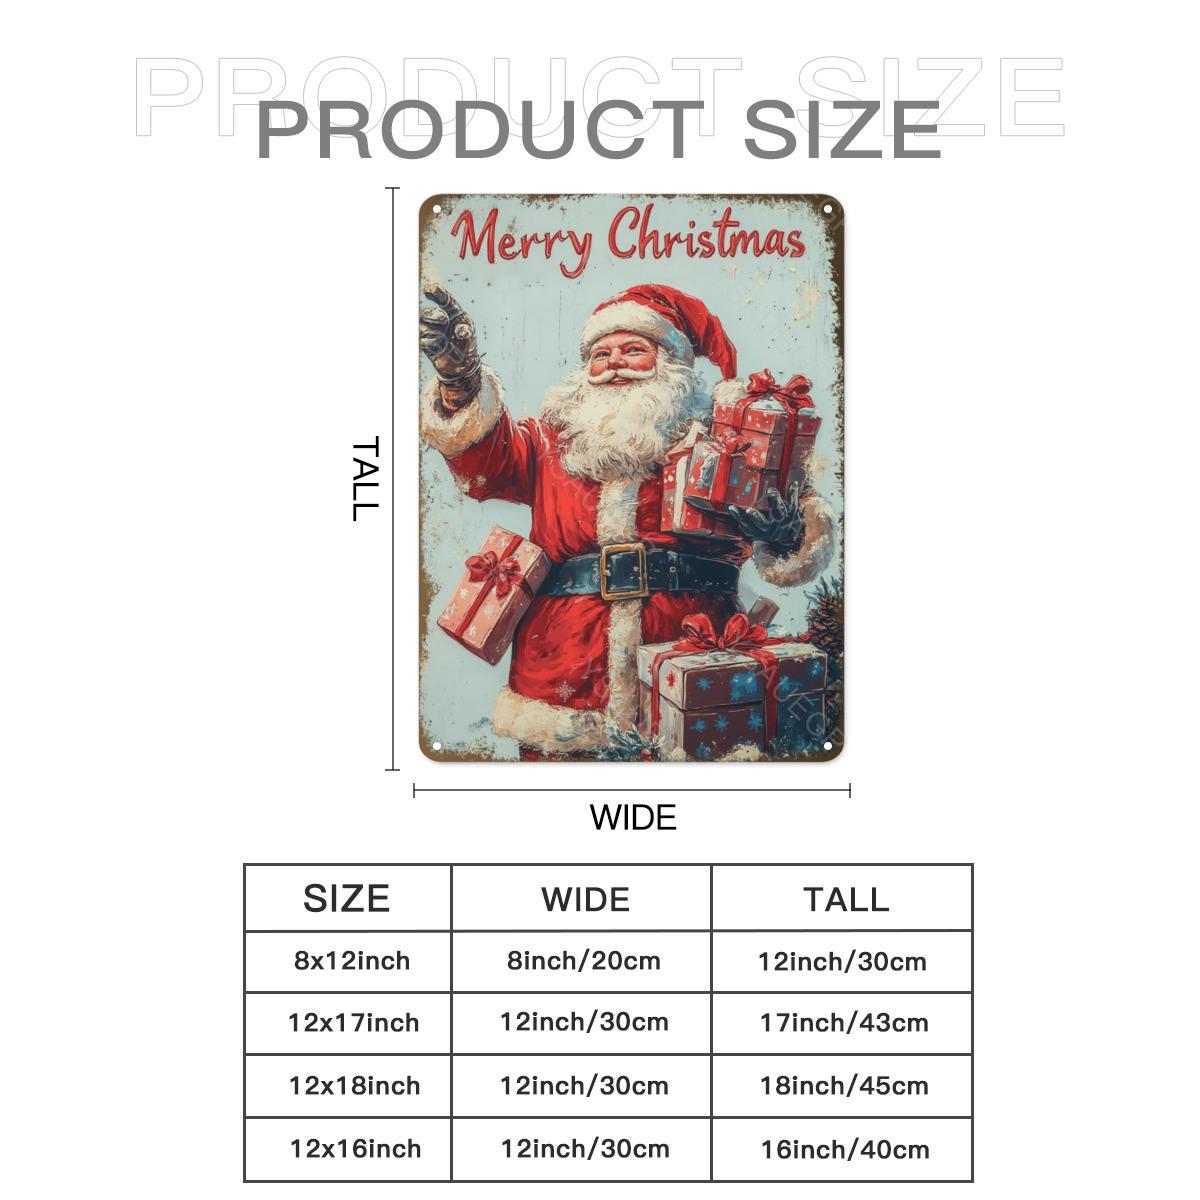 PRODUCT SIZE
PRODUCT SIZE
Merry Christmas
TALL
WIDE
SIZE WIDE TALL
8x12inch 8inch/20cm 12inch/30cm
12x17inch 12inch/30cm 17inch/43cm
12x18inch 12inch/30cm 18inch/45cm
12x16inch 12inch/30cm 16inch/40cm